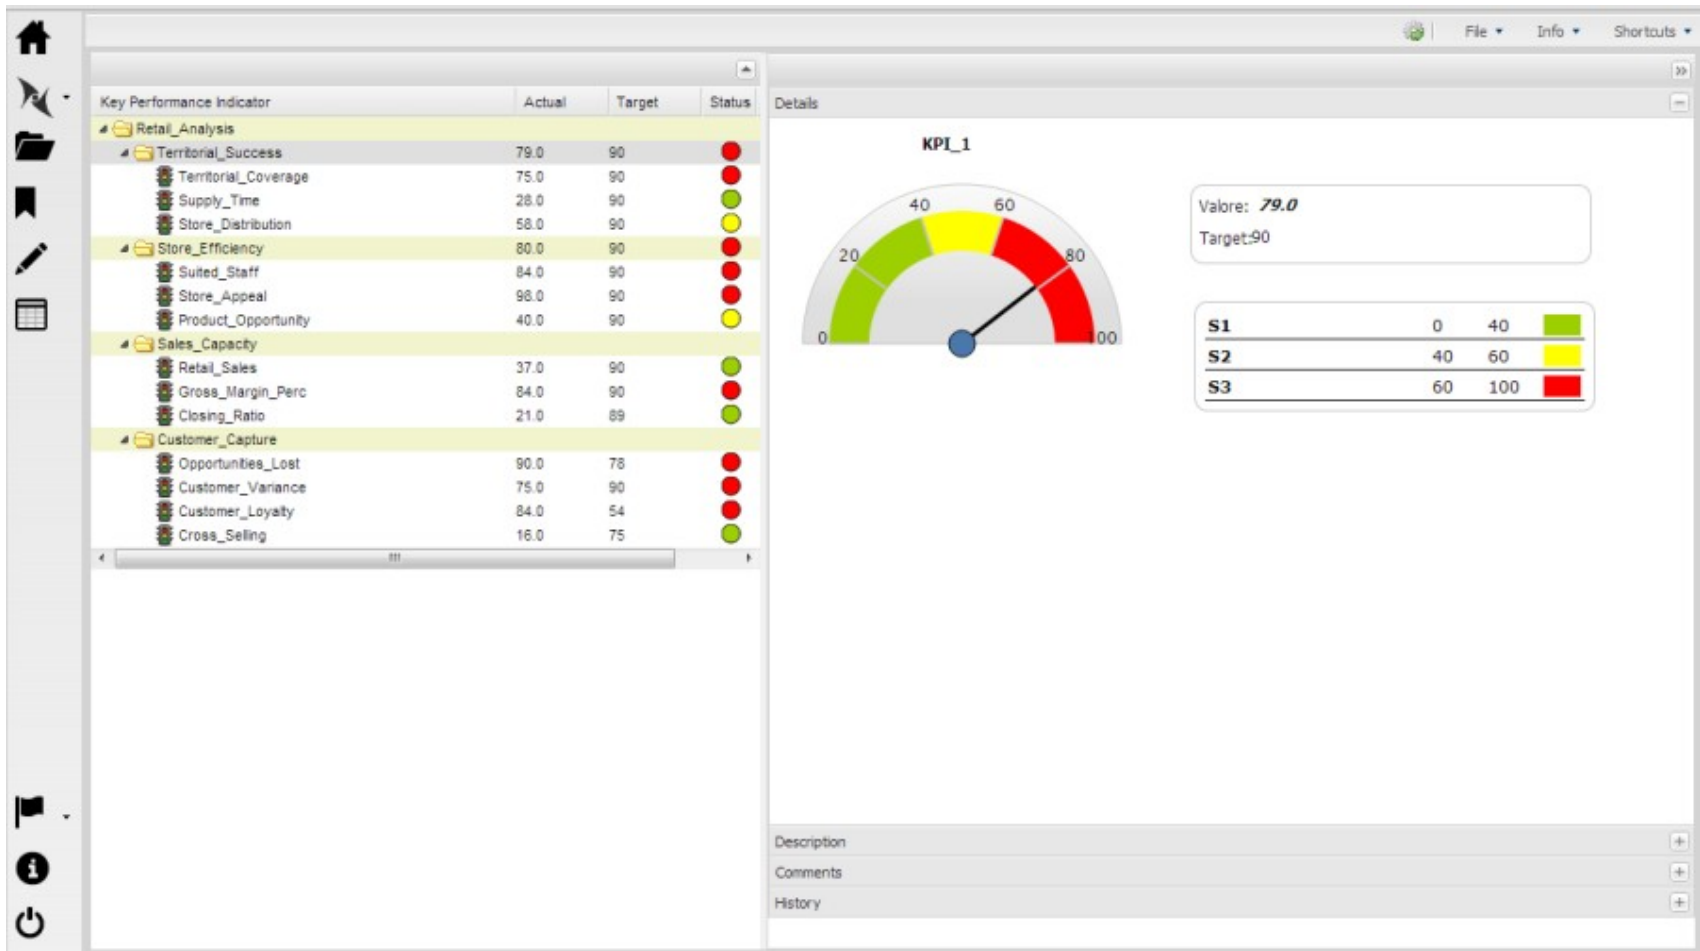 File Info Shortcuts
Key Performance Indicator Actual Target Status
Retail_Analysis
Territorial_Success 79.0 90
Territorial_Coverage 75.0 90
Supply_Time 28.0 90
Store_Distribution 58.0 90
Store_Efficiency 80.0 90
Suited_Staff 84.0 90
Store_Appeal 98.0 90
Product_Opportunity 40.0 90
Sales_Capacity
Retail_Sales 37.0 90
Gross_Margin_Perc 84.0 90
Closing_Ratio 21.0 89
Customer_Capture
Opportunities_Lost 90.0 78
Customer_Variance 75.0 90
Customer_Loyalty 84.0 54
Cross_Selling 16.0 75
Details
KPI_1
0 20 40 60 80 100
Valore: 79.0
Target:90
S1 0 40
S2 40 60
S3 60 100
Description
Comments
History